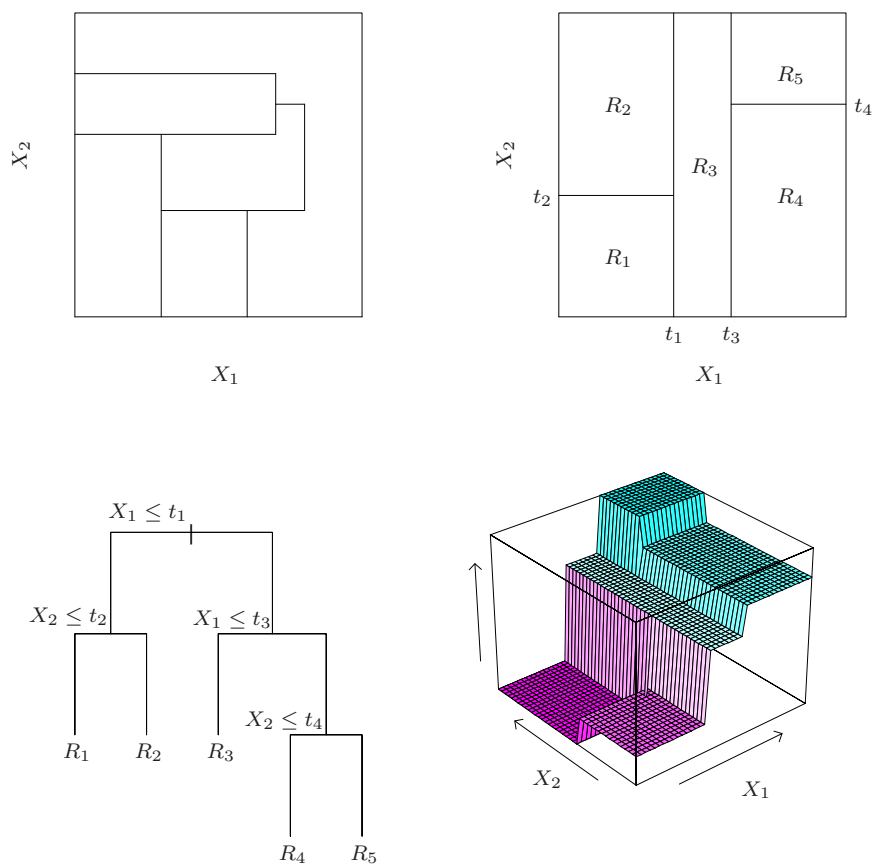 X₂
X₁
X₂
R₅
R₂
t₄
R₃
R₄
t₂
R₁
t₁ t₃
X₁
X₁ ≤ t₁
X₂ ≤ t₂
X₁ ≤ t₃
X₂ ≤ t₄
R₁ R₂ R₃
R₄ R₅
X₂
X₁